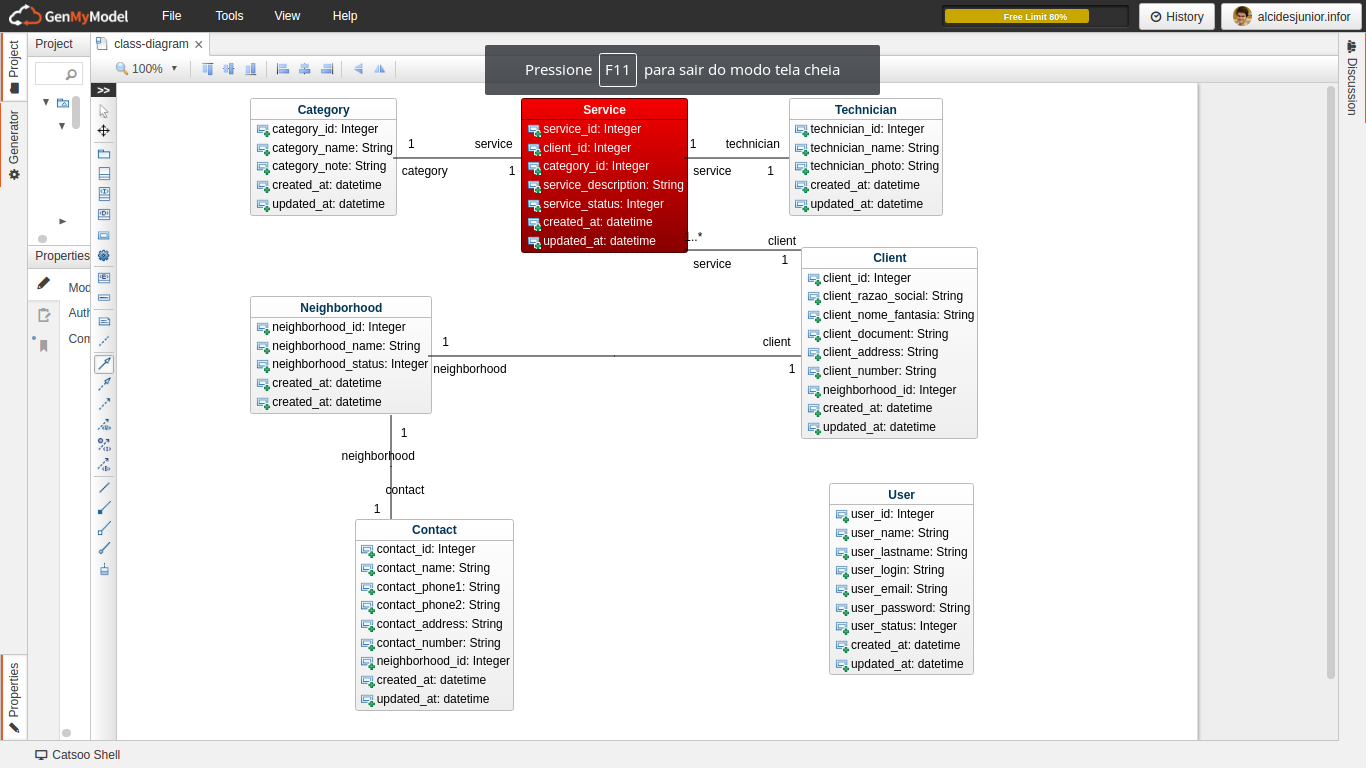 GenMyModel
File
Tools
View
Help
Free Limit 80%
History
alcidesjunior.infor
Project
Generator
Properties
Project
class-diagram
100%
Pressione F11 para sair do modo tela cheia
Discussion
>>
Properties
Mod
Auth
Com
Category
category_id: Integer
category_name: String
category_note: String
created_at: datetime
updated_at: datetime
1
service
category
1
Service
service_id: Integer
client_id: Integer
category_id: Integer
service_description: String
service_status: Integer
created_at: datetime
updated_at: datetime
1
technician
service
1
Technician
technician_id: Integer
technician_name: String
technician_photo: String
created_at: datetime
updated_at: datetime
1..*
client
service
1
Client
client_id: Integer
client_razao_social: String
client_nome_fantasia: String
client_document: String
client_address: String
client_number: String
neighborhood_id: Integer
created_at: datetime
updated_at: datetime
Neighborhood
neighborhood_id: Integer
neighborhood_name: String
neighborhood_status: Integer
created_at: datetime
created_at: datetime
1
client
neighborhood
1
1
neighborhood
contact
1
Contact
contact_id: Integer
contact_name: String
contact_phone1: String
contact_phone2: String
contact_address: String
contact_number: String
neighborhood_id: Integer
created_at: datetime
updated_at: datetime
User
user_id: Integer
user_name: String
user_lastname: String
user_login: String
user_email: String
user_password: String
user_status: Integer
created_at: datetime
updated_at: datetime
Catsoo Shell